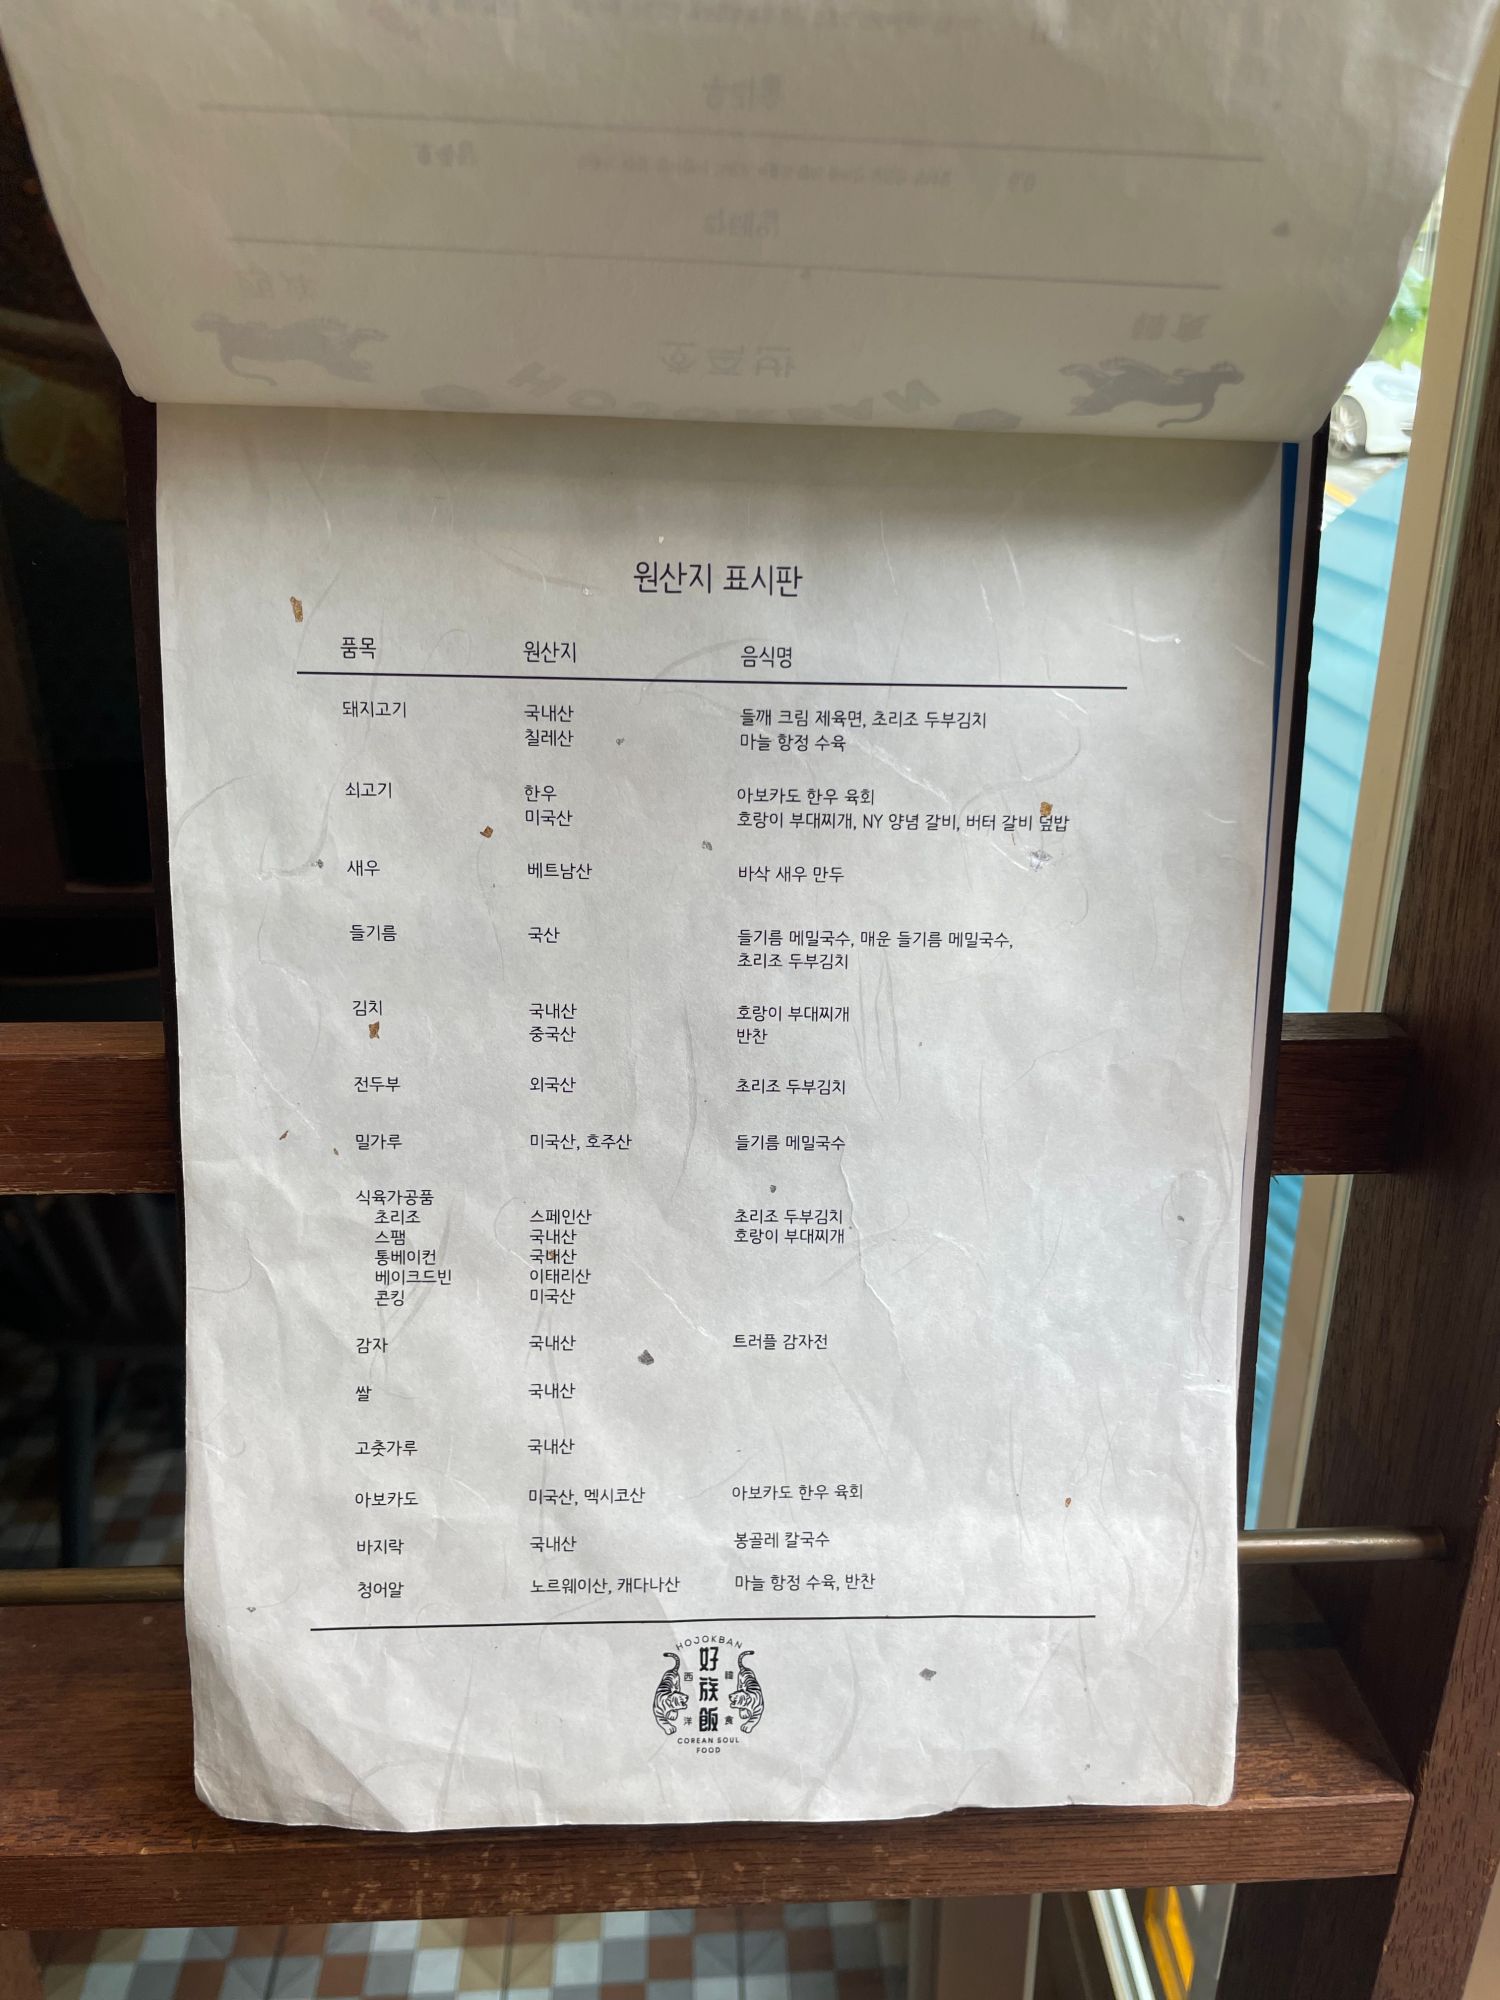 원산지 표시판
품목 원산지 음식명
돼지고기 국내산 들깨 크림 제육면, 초리조 두부김치
칠레산 마늘 항정 수육
쇠고기 한우 아보카도 한우 육회
미국산 호랑이 부대찌개, NY 양념 갈비, 버터 갈비 덮밥
새우 베트남산 바삭 새우 만두
들기름 국산 들기름 메밀국수, 매운 들기름 메밀국수,
초리조 두부김치
김치 국내산 호랑이 부대찌개
중국산 반찬
전두부 외국산 초리조 두부김치
밀가루 미국산, 호주산 들기름 메밀국수
식육가공품
초리조 스페인산 초리조 두부김치
스팸 국내산 호랑이 부대찌개
통베이컨 국내산
베이크드빈 이태리산
콘킹 미국산
감자 국내산 트러플 감자전
쌀 국내산
고춧가루 국내산
아보카도 미국산, 멕시코산 아보카도 한우 육회
바지락 국내산 봉골레 칼국수
청어알 노르웨이산, 캐다나산 마늘 항정 수육, 반찬
HOJOKBAN
好
西 韓
族
洋 食
飯
COREAN SOUL
FOOD